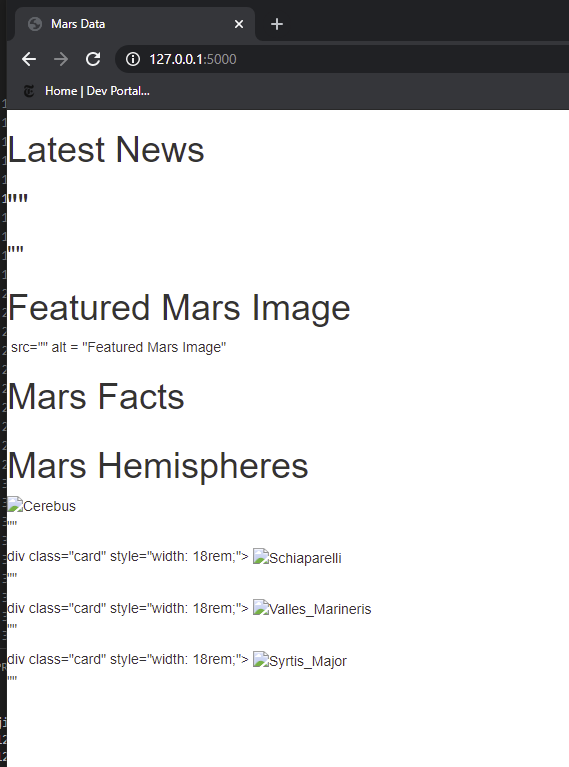 Mars Data
127.0.0.1:5000
Home | Dev Portal...
Latest News
""
""
Featured Mars Image
src="" alt = "Featured Mars Image"
Mars Facts
Mars Hemispheres
Cerebus
""
div class="card" style="width: 18rem;"> Schiaparelli
""
div class="card" style="width: 18rem;"> Valles_Marineris
""
div class="card" style="width: 18rem;"> Syrtis_Major
""